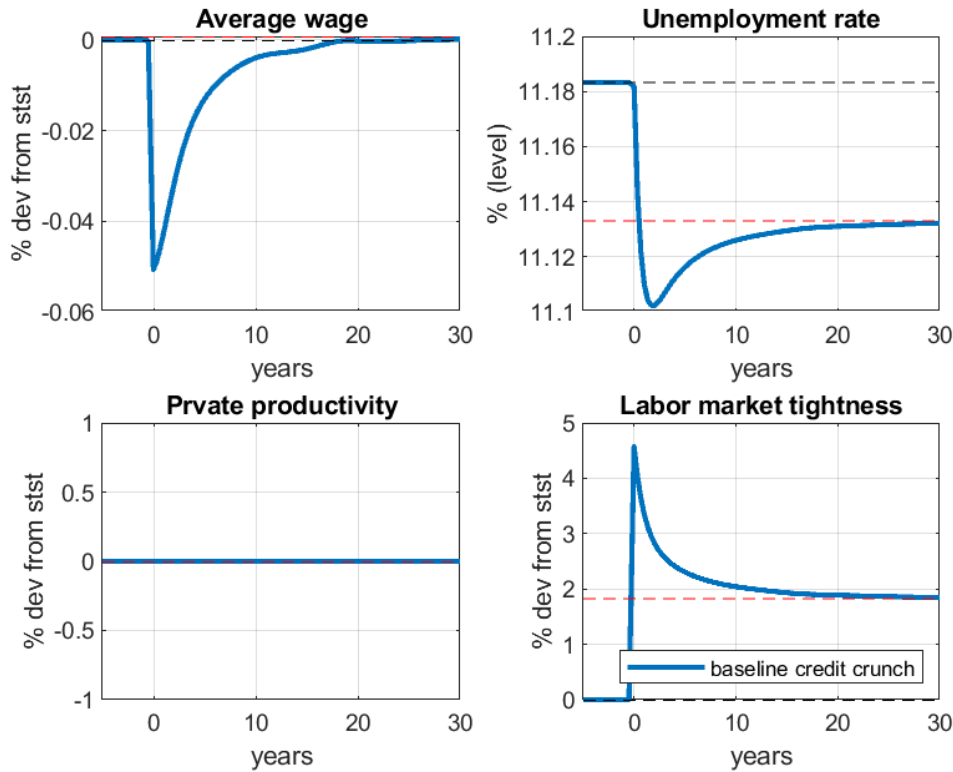 Average wage
% dev from stst
0
-0.02
-0.04
-0.06
0
10
20
30
years
Unemployment rate
% (level)
11.2
11.18
11.16
11.14
11.12
11.1
0
10
20
30
years
Prvate productivity
% dev from stst
1
0.5
0
-0.5
-1
0
10
20
30
years
Labor market tightness
% dev from stst
5
4
3
2
1
0
baseline credit crunch
0
10
20
30
years